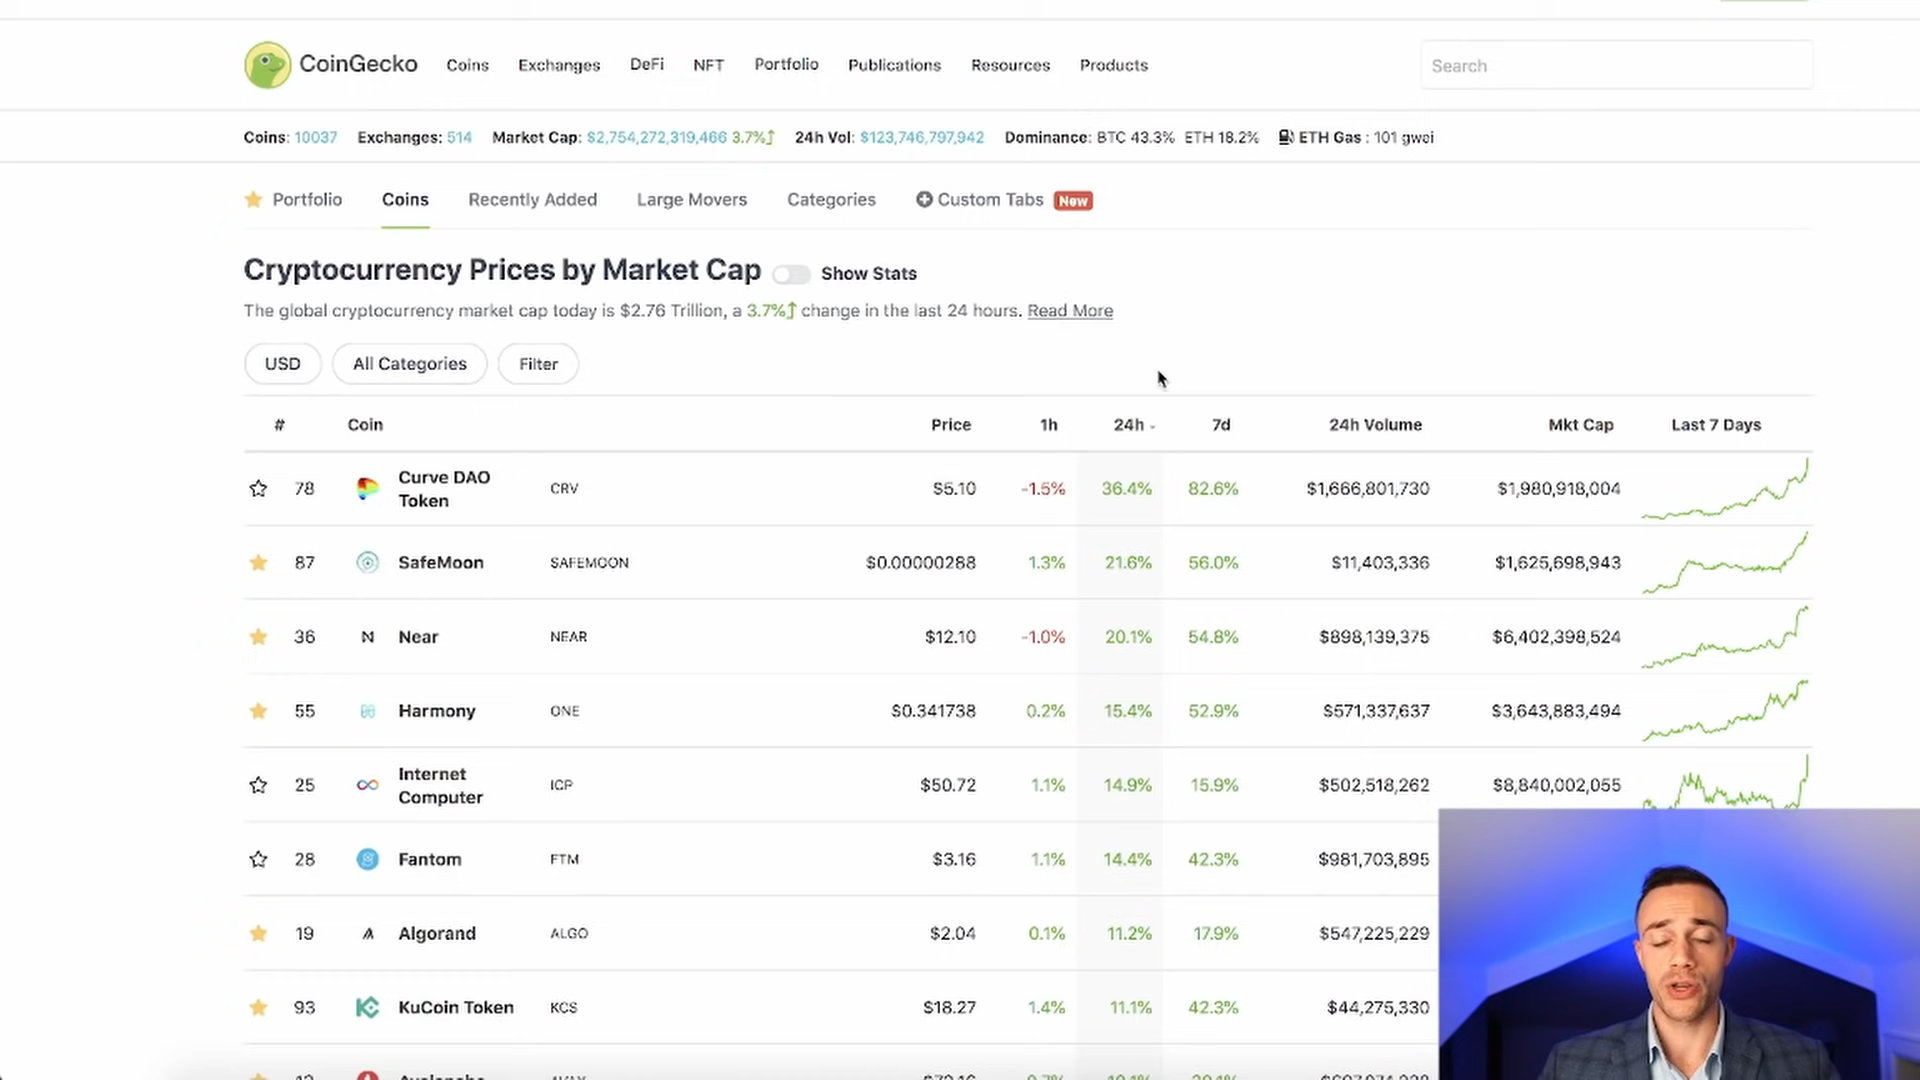 CoinGecko Coins Exchanges DeFi NFT Portfolio Publications Resources Products Search
Coins: 10037 Exchanges: 514 Market Cap: $2,754,272,319,466 3.7% 24h Vol: $123,746,797,942 Dominance: BTC 43.3% ETH 18.2% ETH Gas : 101 gwei
Portfolio Coins Recently Added Large Movers Categories Custom Tabs New
Cryptocurrency Prices by Market Cap Show Stats
The global cryptocurrency market cap today is $2.76 Trillion, a 3.7% change in the last 24 hours. Read More
USD All Categories Filter
# Coin Price 1h 24h 7d 24h Volume Mkt Cap Last 7 Days
78 Curve DAO Token CRV $5.10 -1.5% 36.4% 82.6% $1,666,801,730 $1,980,918,004
87 SafeMoon SAFEMOON $0.00000288 1.3% 21.6% 56.0% $11,403,336 $1,625,698,943
36 Near NEAR $12.10 -1.0% 20.1% 54.8% $898,139,375 $6,402,398,524
55 Harmony ONE $0.341738 0.2% 15.4% 52.9% $571,337,637 $3,643,883,494
25 Internet Computer ICP $50.72 1.1% 14.9% 15.9% $502,518,262 $8,840,002,055
28 Fantom FTM $3.16 1.1% 14.4% 42.3% $981,703,895
19 Algorand ALGO $2.04 0.1% 11.2% 17.9% $547,225,229
93 KuCoin Token KCS $18.27 1.4% 11.1% 42.3% $44,275,330